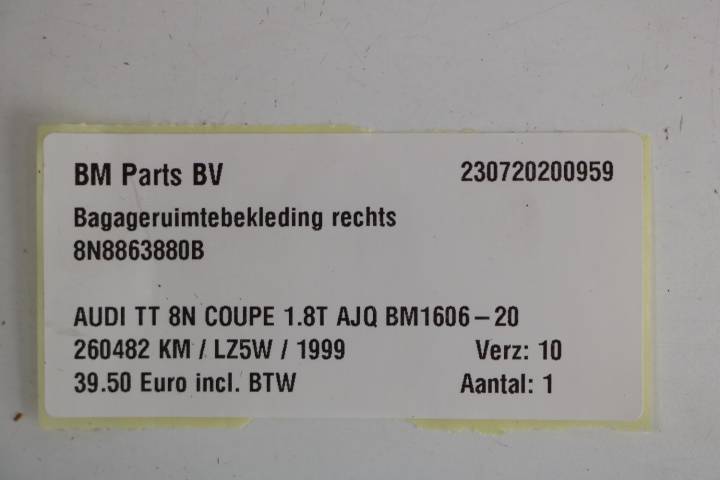 BM Parts BV 230720200959
Bagageruimtebekleding rechts
8N8863880B
AUDI TT 8N COUPE 1.8T AJQ BM1606-20
260482 KM / LZ5W / 1999 Verz: 10
39.50 Euro incl. BTW Aantal: 1